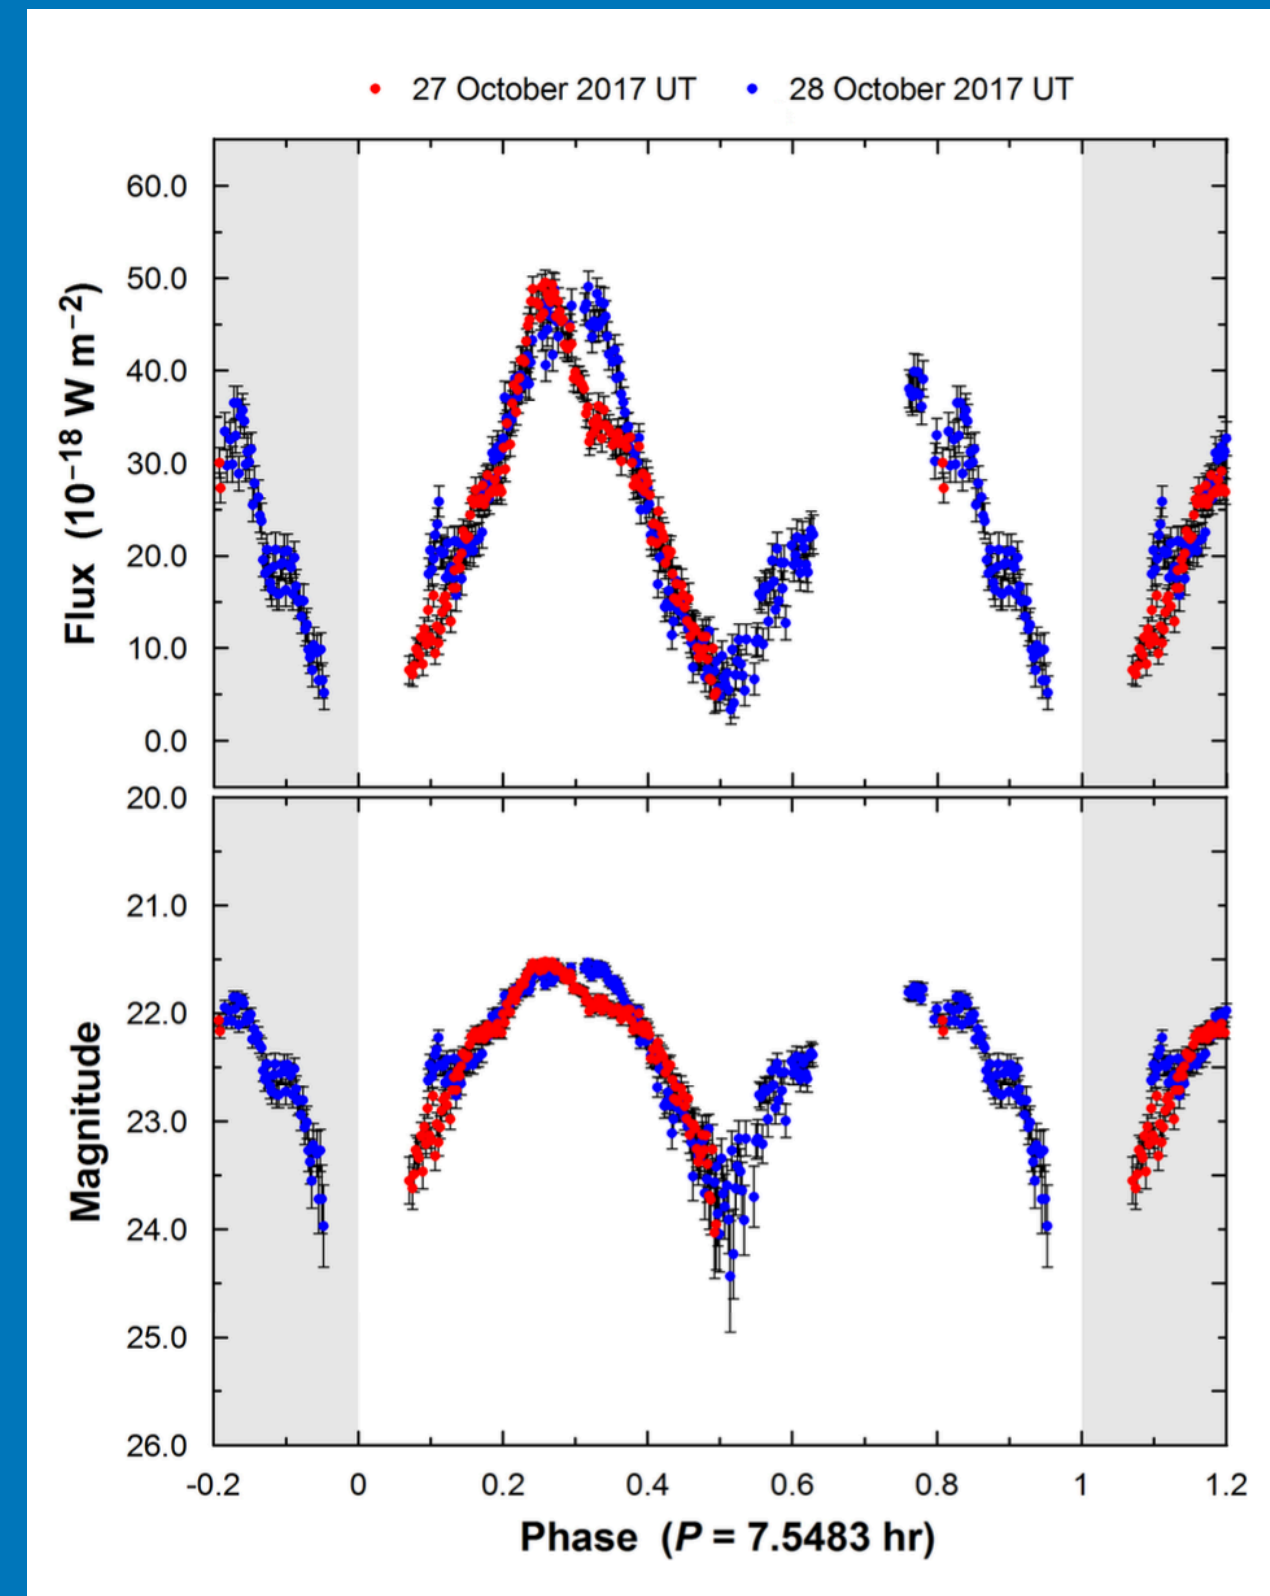 27 October 2017 UT 28 October 2017 UT
60.0
50.0
40.0
30.0
20.0
10.0
0.0
Flux (10⁻¹⁸ W m⁻²)
20.0
21.0
22.0
23.0
24.0
25.0
26.0
Magnitude
-0.2 0 0.2 0.4 0.6 0.8 1 1.2
Phase (P = 7.5483 hr)